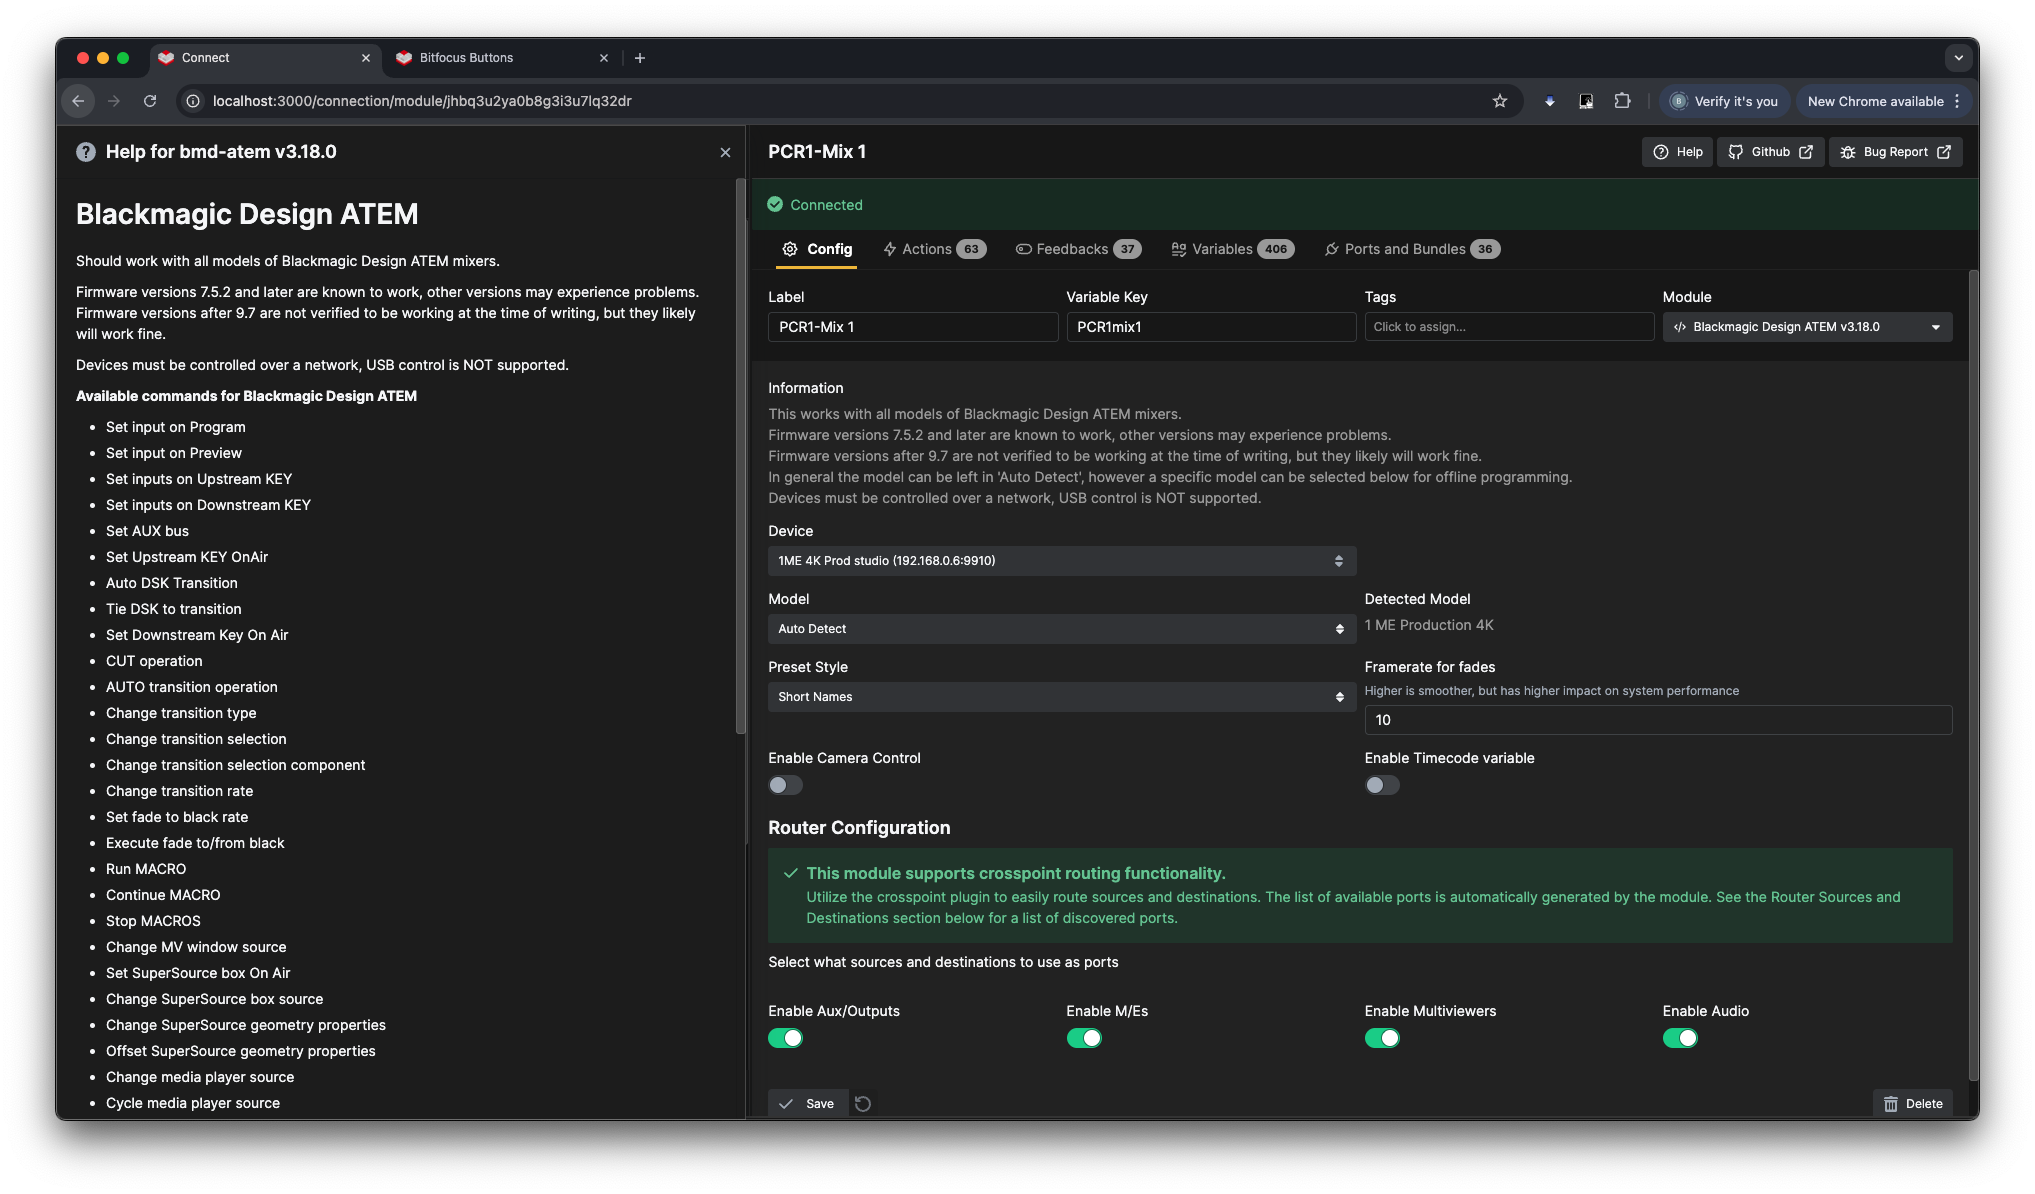 Connect
Bitfocus Buttons
localhost:3000/connection/module/jhbq3u2ya0b8g3i3u7lq32dr
B
Verify it's you
New Chrome available
Help for bmd-atem v3.18.0
Blackmagic Design ATEM
Should work with all models of Blackmagic Design ATEM mixers.
Firmware versions 7.5.2 and later are known to work, other versions may experience problems.
Firmware versions after 9.7 are not verified to be working at the time of writing, but they likely
will work fine.
Devices must be controlled over a network, USB control is NOT supported.
Available commands for Blackmagic Design ATEM
Set input on Program
Set input on Preview
Set inputs on Upstream KEY
Set inputs on Downstream KEY
Set AUX bus
Set Upstream KEY OnAir
Auto DSK Transition
Tie DSK to transition
Set Downstream Key On Air
CUT operation
AUTO transition operation
Change transition type
Change transition selection
Change transition selection component
Change transition rate
Set fade to black rate
Execute fade to/from black
Run MACRO
Continue MACRO
Stop MACROS
Change MV window source
Set SuperSource box On Air
Change SuperSource box source
Change SuperSource geometry properties
Offset SuperSource geometry properties
Change media player source
Cycle media player source
PCR1-Mix 1
Help
Github
Bug Report
Connected
Config
Actions 63
Feedbacks 37
Variables 406
Ports and Bundles 36
Label
PCR1-Mix 1
Variable Key
PCR1mix1
Tags
Click to assign...
Module
Blackmagic Design ATEM v3.18.0
Information
This works with all models of Blackmagic Design ATEM mixers.
Firmware versions 7.5.2 and later are known to work, other versions may experience problems.
Firmware versions after 9.7 are not verified to be working at the time of writing, but they likely will work fine.
In general the model can be left in 'Auto Detect', however a specific model can be selected below for offline programming.
Devices must be controlled over a network, USB control is NOT supported.
Device
1ME 4K Prod studio (192.168.0.6:9910)
Model
Auto Detect
Detected Model
1 ME Production 4K
Preset Style
Short Names
Framerate for fades
Higher is smoother, but has higher impact on system performance
10
Enable Camera Control
Enable Timecode variable
Router Configuration
This module supports crosspoint routing functionality.
Utilize the crosspoint plugin to easily route sources and destinations. The list of available ports is automatically generated by the module. See the Router Sources and
Destinations section below for a list of discovered ports.
Select what sources and destinations to use as ports
Enable Aux/Outputs
Enable M/Es
Enable Multiviewers
Enable Audio
Save
Delete